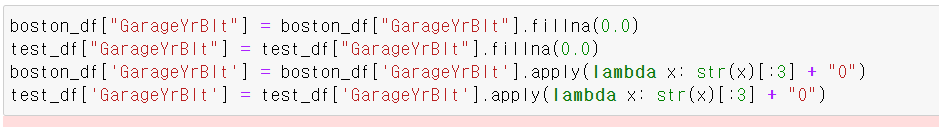 boston_df["GarageYrBlt"] = boston_df["GarageYrBlt"].fillna(0.0)
test_df["GarageYrBlt"] = test_df["GarageYrBlt"].fillna(0.0)
boston_df['GarageYrBlt'] = boston_df['GarageYrBlt'].apply(lambda x: str(x)[:3] + "0")
test_df['GarageYrBlt'] = test_df['GarageYrBlt'].apply(lambda x: str(x)[:3] + "0")